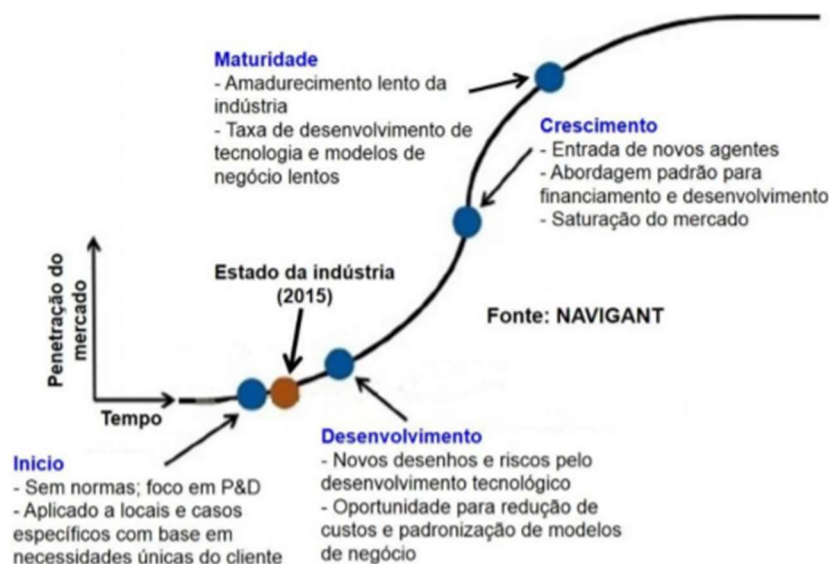 Maturidade
- Amadurecimento lento da
indústria
- Taxa de desenvolvimento de
tecnologia e modelos de
negócio lentos
Crescimento
- Entrada de novos agentes
- Abordagem padrão para
financiamento e desenvolvimento
- Saturação do mercado
Estado da indústria
(2015)
Fonte: NAVIGANT
Penetração do
mercado
Tempo
Inicio
- Sem normas; foco em P&D
- Aplicado a locais e casos
específicos com base em
necessidades únicas do cliente
Desenvolvimento
- Novos desenhos e riscos pelo
desenvolvimento tecnológico
- Oportunidade para redução de
custos e padronização de modelos
de negócio